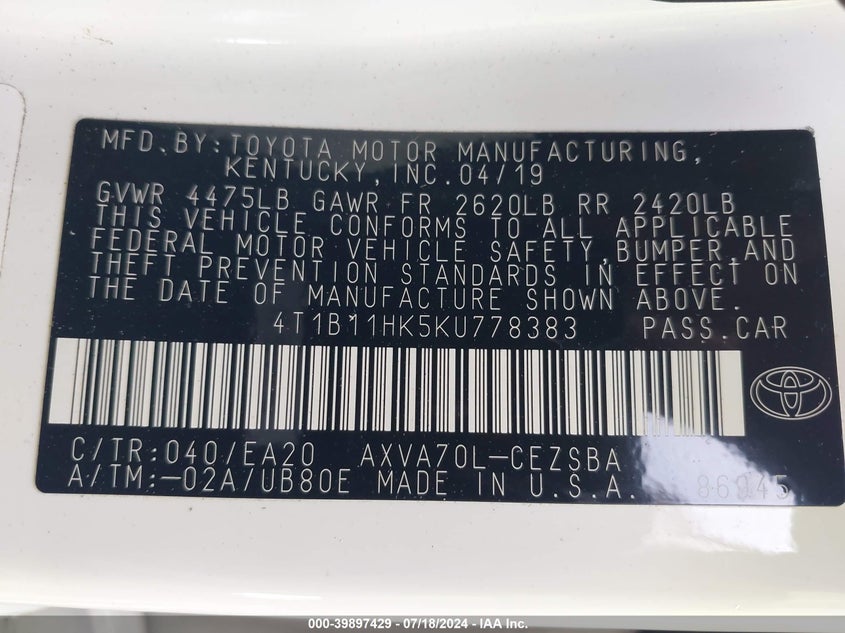 MFD.BY:TOYOTA MOTOR MANUFACTURING,
KENTUCKY,INC.04/19
GVWR 4475LB GAWR FR 2620LB RR 2420LB
THIS VEHICLE CONFORMS TO ALL APPLICABLE
FEDERAL MOTOR VEHICLE SAFETY,BUMPER,AND
THEFT PREVENTION STANDARDS IN EFFECT ON
THE DATE OF MANUFACTURE SHOWN ABOVE.
4T1B11HK5KU778383 PASS.CAR
C/TR:040/EA20 AXVA70L-CEZSBA
A/TM:-02A/UB80E MADE IN U.S.A. 86045
000-39897429 / 07/18/2024 - IAA Inc.